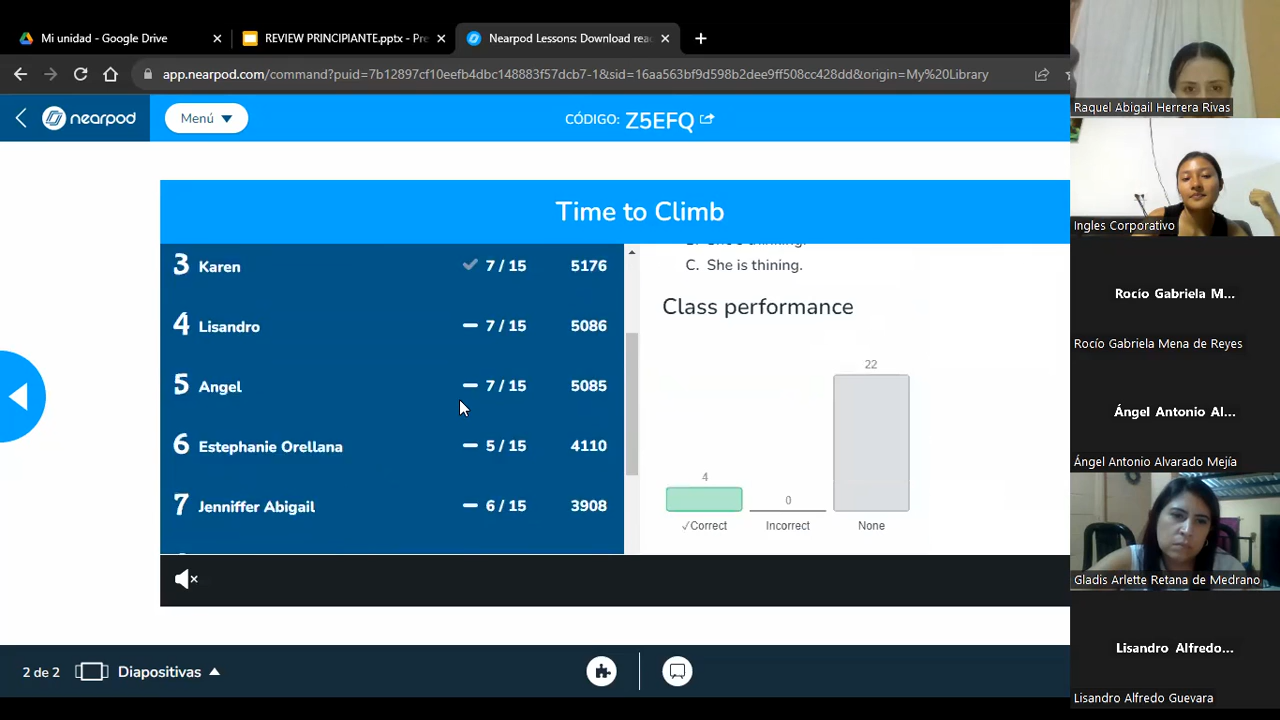 Mi unidad - Google Drive
REVIEW PRINCIPIANTE.pptx - Pre
Nearpod Lessons: Download rea
app.nearpod.com/command?puid=7b12897cf10eefb4dbc148883f57dcb7-1&sid=16aa563bf9d598b2dee9ff508cc428dd&origin=My%20Library
nearpod
Menú
CÓDIGO: Z5EFQ
Time to Climb
3 Karen 7 / 15 5176
4 Lisandro 7 / 15 5086
5 Angel 7 / 15 5085
6 Estephanie Orellana 5 / 15 4110
7 Jenniffer Abigail 6 / 15 3908
C. She is thining.
Class performance
22
4
0
✓Correct
Incorrect
None
2 de 2
Diapositivas
Raquel Abigail Herrera Rivas
Ingles Corporativo
Rocío Gabriela M...
Rocío Gabriela Mena de Reyes
Ángel Antonio Al...
Ángel Antonio Alvarado Mejía
Gladis Arlette Retana de Medrano
Lisandro Alfredo...
Lisandro Alfredo Guevara